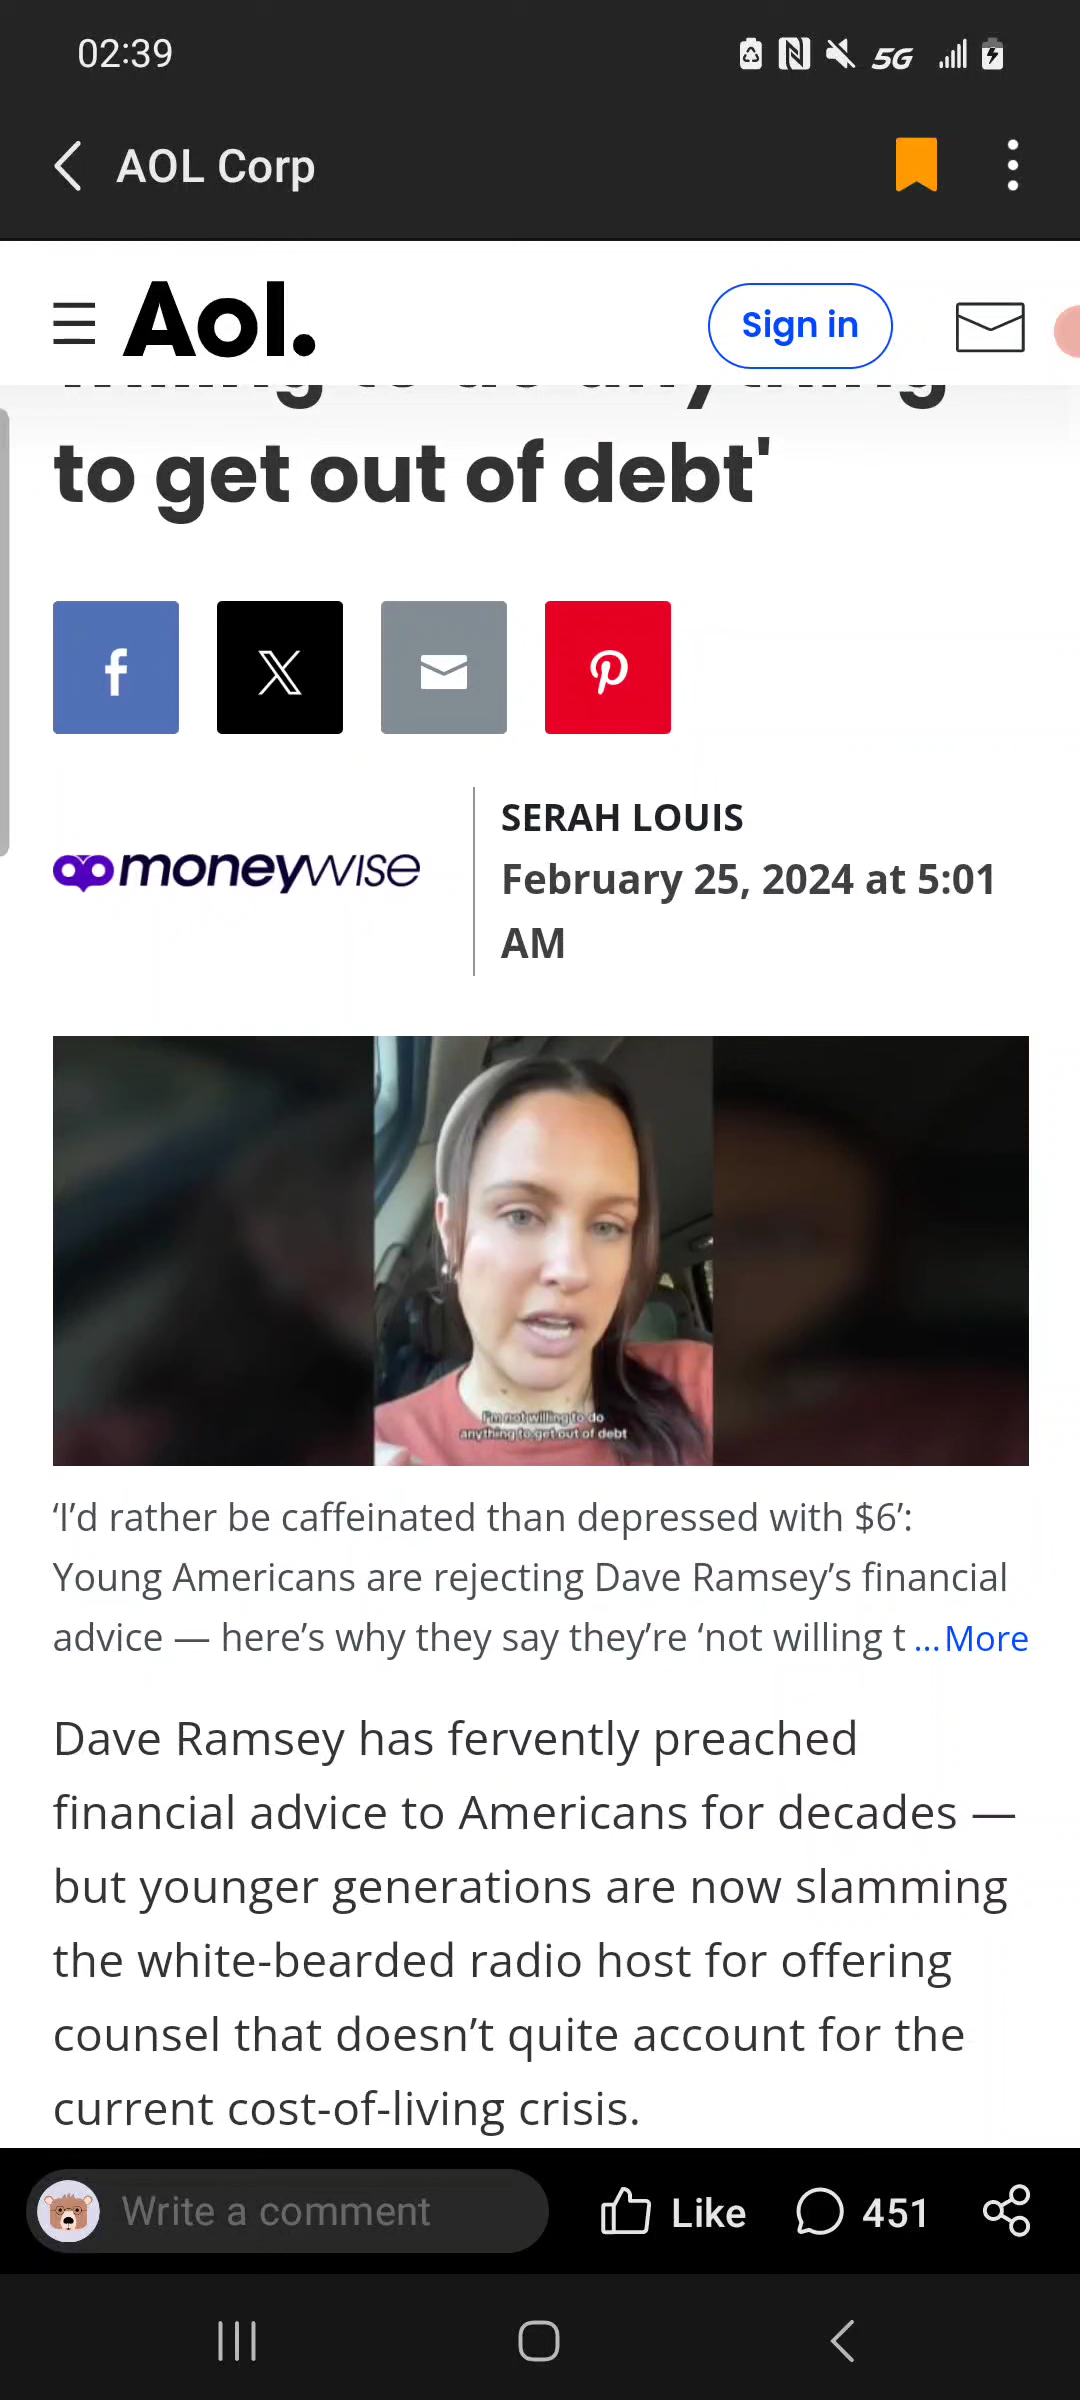 02:39
5G
AOL Corp
Aol.
Sign in
willing to do anything
to get out of debt'
f
X
moneywise
SERAH LOUIS
February 25, 2024 at 5:01
AM
I'm not willing to do
anything to get out of debt
‘I’d rather be caffeinated than depressed with $6’:
Young Americans are rejecting Dave Ramsey’s financial
advice — here’s why they say they’re ‘not willing t ...More
Dave Ramsey has fervently preached
financial advice to Americans for decades —
but younger generations are now slamming
the white-bearded radio host for offering
counsel that doesn’t quite account for the
current cost-of-living crisis.
Write a comment
Like
451